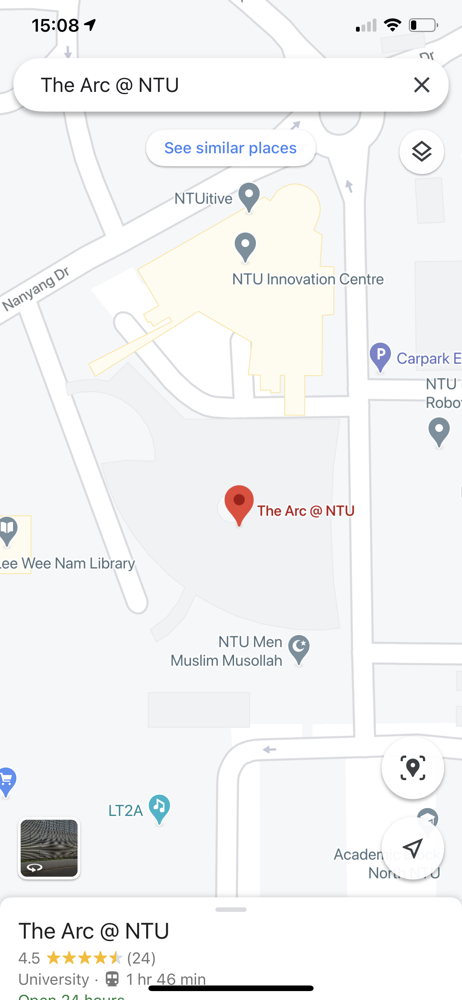 15:08
Dr
The Arc @ NTU
See similar places
NTUitive
NTU Innovation Centre
Nanyang Dr
P
Carpark E
NTU
Robo
The Arc @ NTU
Lee Wee Nam Library
NTU Men
Muslim Musollah
LT2A
Academic Block
North NTU
The Arc @ NTU
4.5 (24)
University · 1 hr 46 min
Open 24 hours